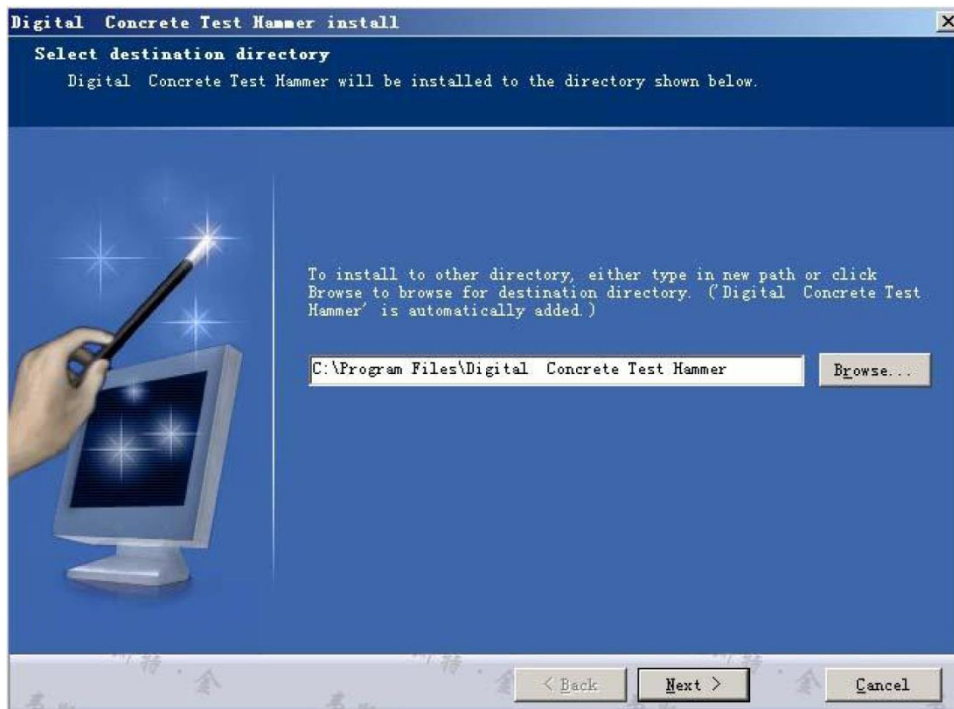 Digital  Concrete Test Hammer install
Select destination directory
Digital  Concrete Test Hammer will be installed to the directory shown below.
To install to other directory, either type in new path or click
Browse to browse for destination directory. ('Digital  Concrete Test
Hammer' is automatically added.)
C:\Program Files\Digital  Concrete Test Hammer
Browse...
< Back
Next >
Cancel